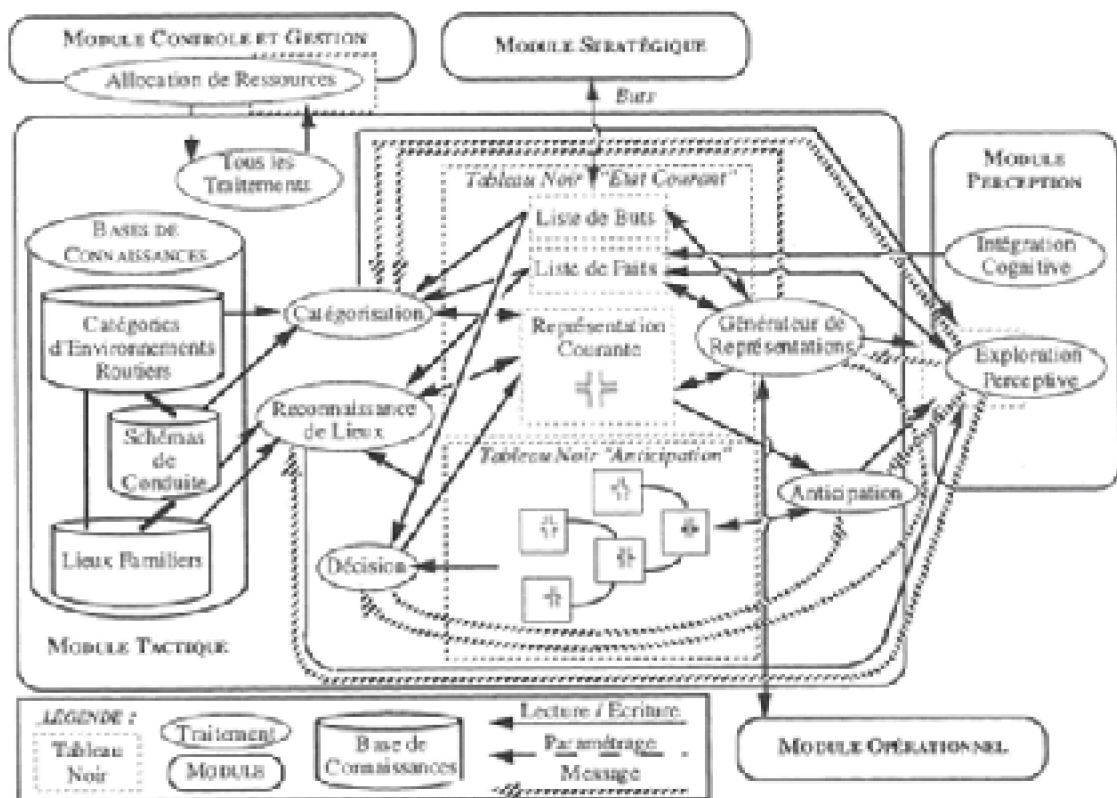 MODULE CONTROLE ET GESTION
Allocation de Ressources
MODULE STRATÉGIQUE
Buts
Tous les
Traitements
MODULE
PERCEPTION
Tableau Noir "Etat Courant"
Liste de Buts
Liste de Faits
Intégration
Cognitive
BASES DE
CONNAISSANCES
Catégories
d'Environnements
Routiers
Catégorisation
Représentation
Courante
Générateur de
Représentations
Exploration
Perceptive
Schémas
de
Conduite
Reconnaissance
de Lieux
Tableau Noir "Anticipation"
Anticipation
Lieux Familiers
Décision
MODULE TACTIQUE
LÉGENDE :
Tableau
Noir
Traitement
MODULE
Base de
Connaissances
Lecture / Ecriture
Paramétrage
Message
MODULE OPÉRATIONNEL